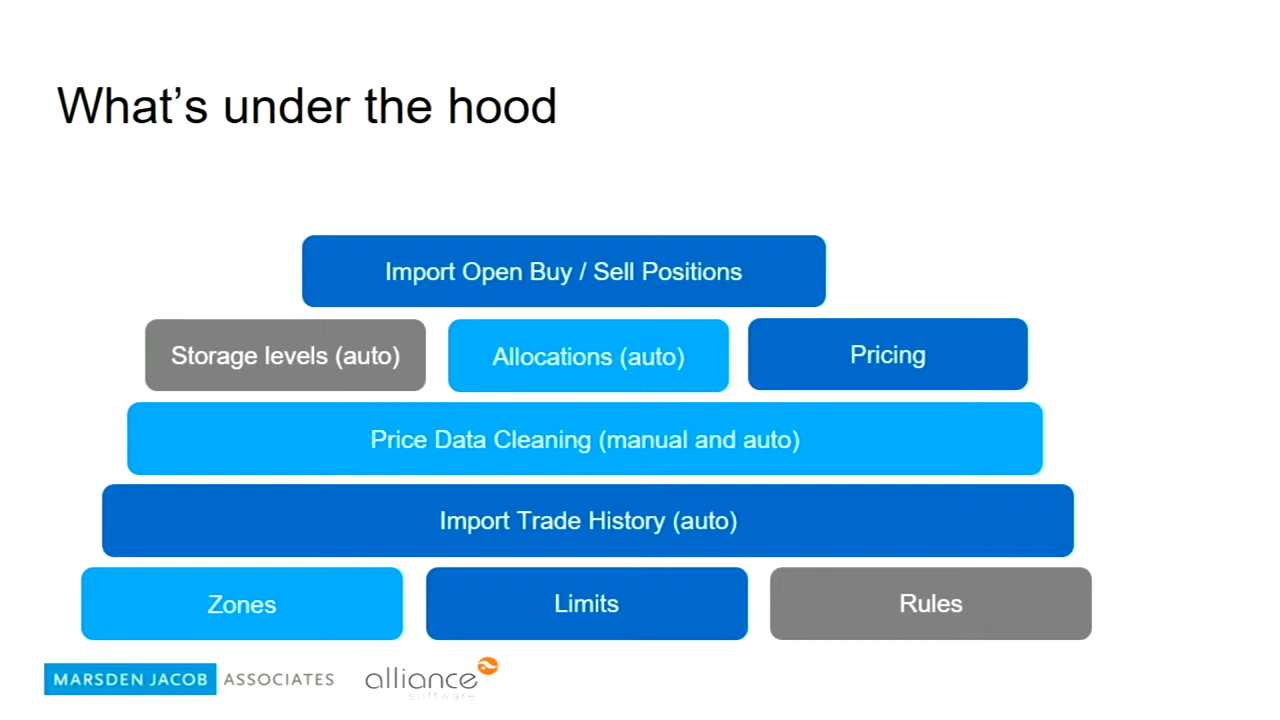 What's under the hood
Import Open Buy / Sell Positions
Storage levels (auto)
Allocations (auto)
Pricing
Price Data Cleaning (manual and auto)
Import Trade History (auto)
Zones
Limits
Rules
MARSDEN JACOB ASSOCIATES
alliance
software